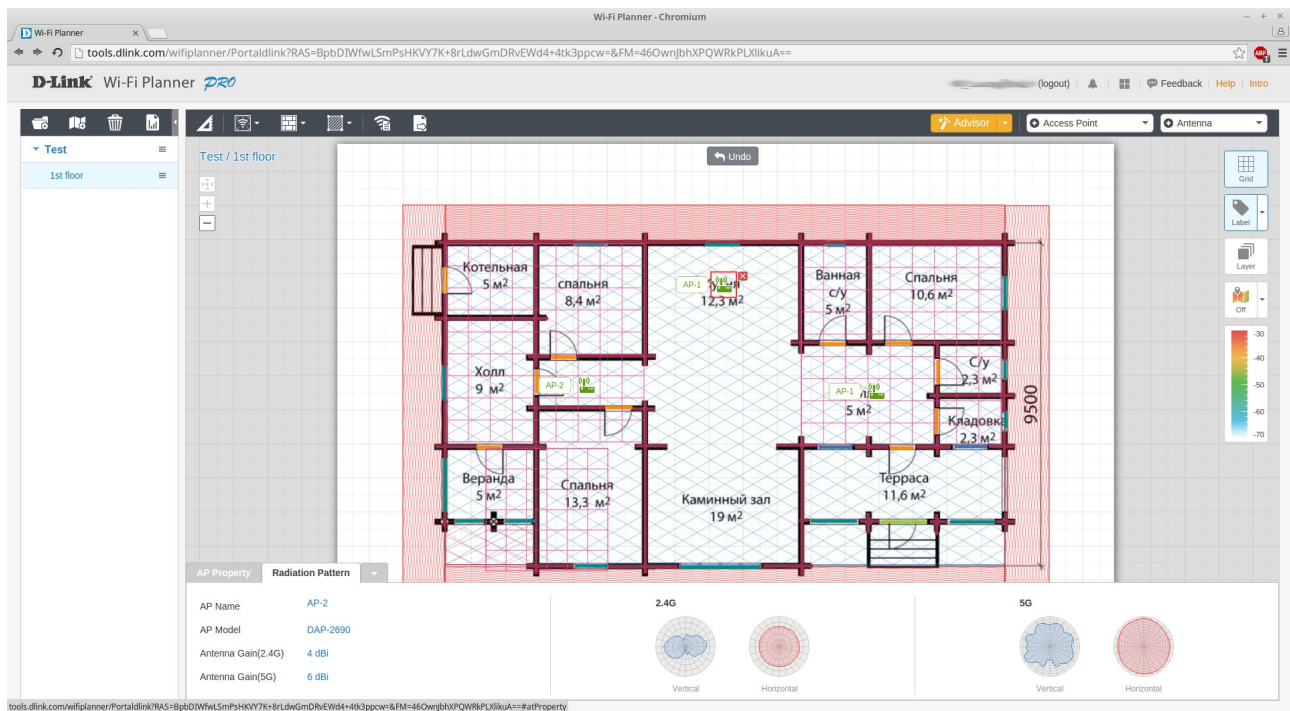 Wi-Fi Planner - Chromium
Wi-Fi Planner
tools.dlink.com/wifiplanner/Portaldlink?RAS=BpbDIWfwLSmPsHKVY7K+8rLdwGmDRvEWd4+4tk3ppcw=&FM=46OwnJbhXPQWRkPLXlikuA==
D-Link Wi-Fi Planner PRO
(logout)
Feedback
Help
Intro
Advisor
Access Point
Antenna
Test
1st floor
Test / 1st floor
Undo
Grid
Label
Layer
Off
-30
-40
-50
-60
-70
Котельная
5 м2
спальня
8,4 м2
AP-1
12,3 м2
Ванная
с/у
5 м2
Спальня
10,6 м2
Холл
9 м2
AP-2
AP-1
5 м2
С/у
2,3 м2
Кладовка
2,3 м2
9500
Веранда
5 м2
Спальня
13,3 м2
Каминный зал
19 м2
Терраса
11,6 м2
AP Property
Radiation Pattern
AP Name AP-2
AP Model DAP-2690
Antenna Gain(2.4G) 4 dBi
Antenna Gain(5G) 6 dBi
2.4G
Vertical
Horizontal
5G
Vertical
Horizontal
tools.dlink.com/wifiplanner/Portaldlink?RAS=BpbDIWfwLSmPsHKVY7K+8rLdwGmDRvEWd4+4tk3ppcw=&FM=46OwnJbhXPQWRkPLXlikuA==#atProperty